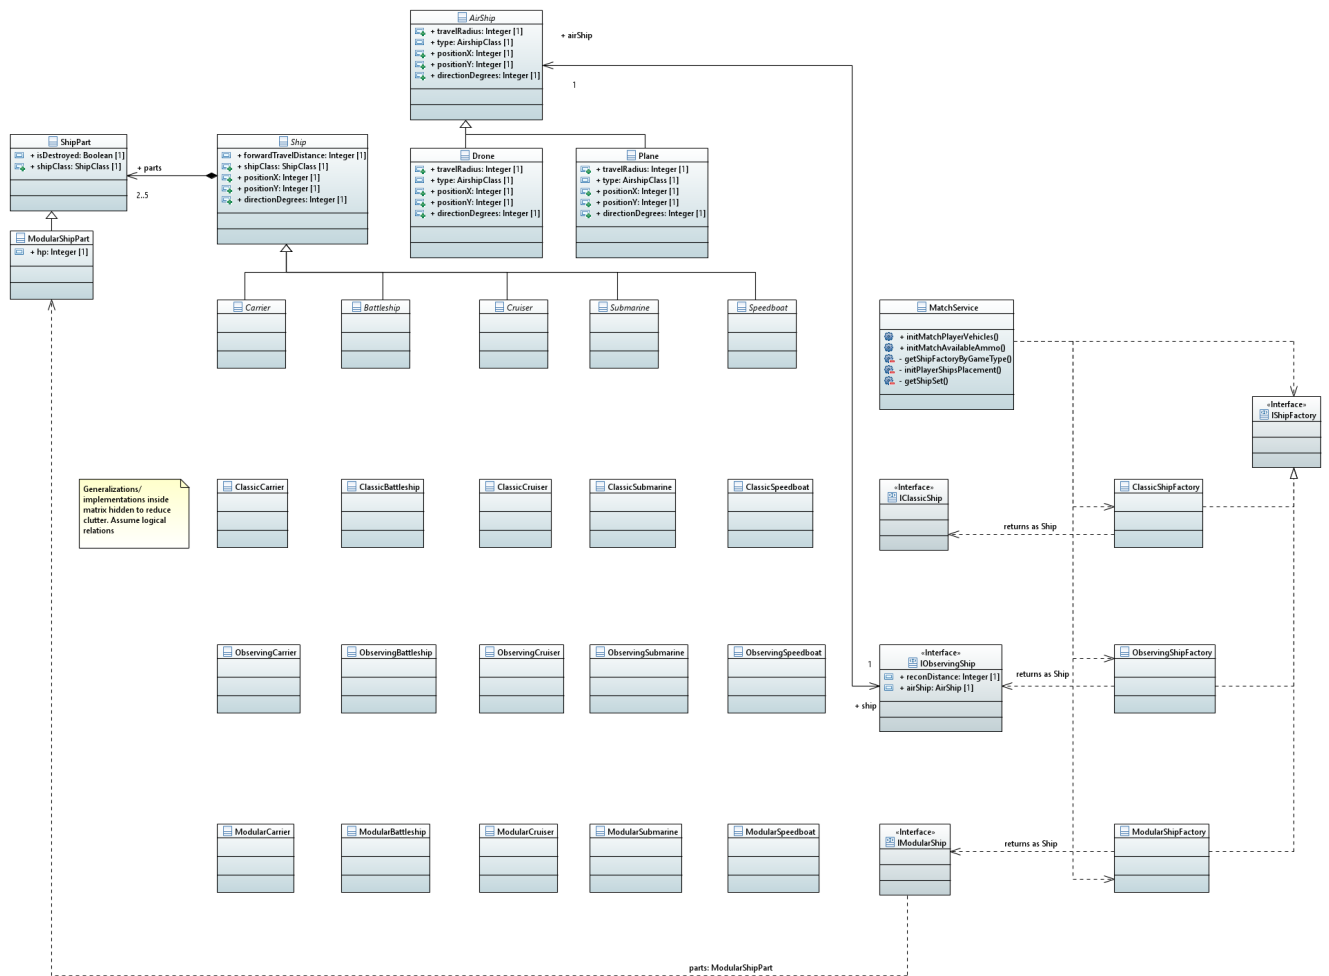 AirShip
+ travelRadius: Integer [1]
+ type: AirshipClass [1]
+ positionX: Integer [1]
+ positionY: Integer [1]
+ directionDegrees: Integer [1]
+ airShip
1
ShipPart
+ isDestroyed: Boolean [1]
+ shipClass: ShipClass [1]
+ parts
2..5
Ship
+ forwardTravelDistance: Integer [1]
+ shipClass: ShipClass [1]
+ positionX: Integer [1]
+ positionY: Integer [1]
+ directionDegrees: Integer [1]
Drone
+ travelRadius: Integer [1]
+ type: AirshipClass [1]
+ positionX: Integer [1]
+ positionY: Integer [1]
+ directionDegrees: Integer [1]
Plane
+ travelRadius: Integer [1]
+ type: AirshipClass [1]
+ positionX: Integer [1]
+ positionY: Integer [1]
+ directionDegrees: Integer [1]
ModularShipPart
+ hp: Integer [1]
Carrier
Battleship
Cruiser
Submarine
Speedboat
MatchService
+ initMatchPlayerVehicles()
+ initMatchAvailableAmmo()
- getShipFactoryByGameType()
- initPlayerShipsPlacement()
- getShipSet()
«Interface»
IShipFactory
Generalizations/
implementations inside
matrix hidden to reduce
clutter. Assume logical
relations
ClassicCarrier
ClassicBattleship
ClassicCruiser
ClassicSubmarine
ClassicSpeedboat
«Interface»
IClassicShip
returns as Ship
ClassicShipFactory
ObservingCarrier
ObservingBattleship
ObservingCruiser
ObservingSubmarine
ObservingSpeedboat
1
+ ship
«Interface»
IObservingShip
+ reconDistance: Integer [1]
+ airShip: AirShip [1]
returns as Ship
ObservingShipFactory
ModularCarrier
ModularBattleship
ModularCruiser
ModularSubmarine
ModularSpeedboat
«Interface»
IModularShip
returns as Ship
ModularShipFactory
parts: ModularShipPart